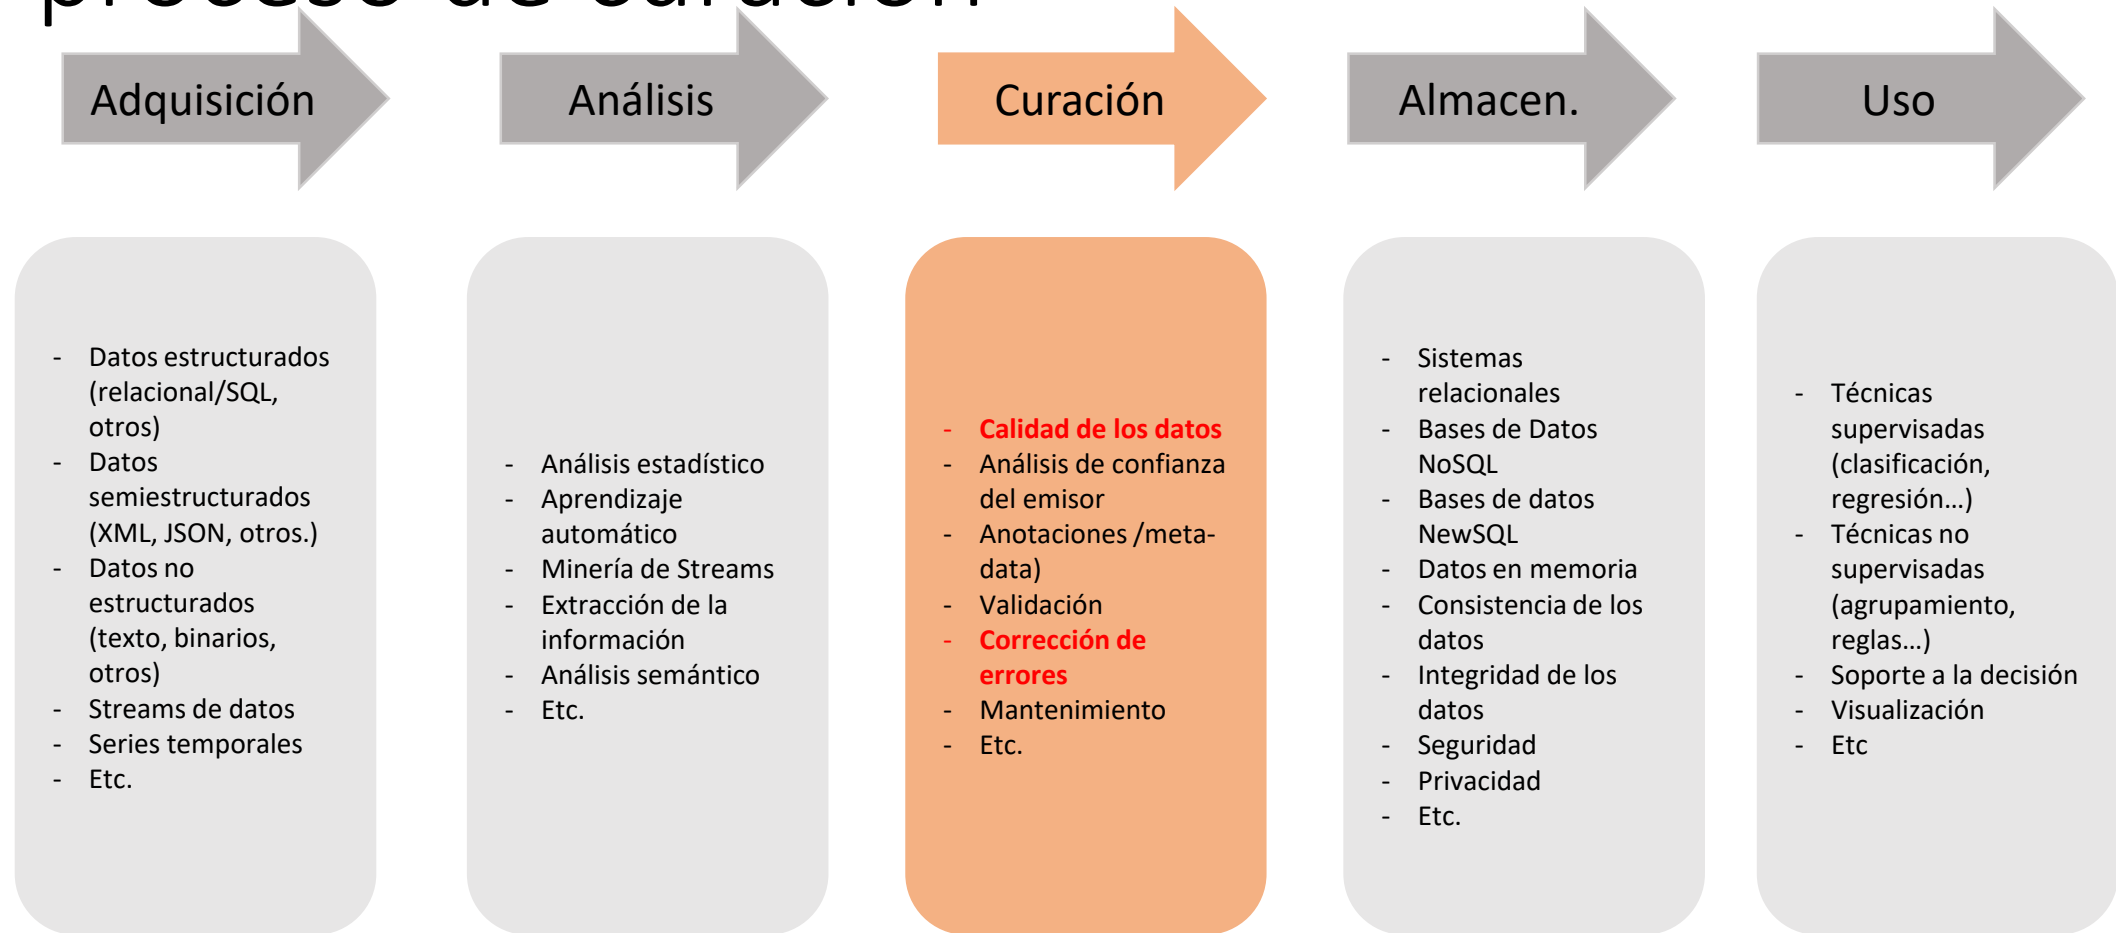 proceso de curación
Adquisición
Análisis
Curación
Almacen.
Uso
- Datos estructurados
(relacional/SQL,
otros)
- Datos
semiestructurados
(XML, JSON, otros.)
- Datos no
estructurados
(texto, binarios,
otros)
- Streams de datos
- Series temporales
- Etc.
- Análisis estadístico
- Aprendizaje
automático
- Minería de Streams
- Extracción de la
información
- Análisis semántico
- Etc.
- Calidad de los datos
- Análisis de confianza
del emisor
- Anotaciones /meta-
data)
- Validación
- Corrección de
errores
- Mantenimiento
- Etc.
- Sistemas
relacionales
- Bases de Datos
NoSQL
- Bases de datos
NewSQL
- Datos en memoria
- Consistencia de los
datos
- Integridad de los
datos
- Seguridad
- Privacidad
- Etc.
- Técnicas
supervisadas
(clasificación,
regresión…)
- Técnicas no
supervisadas
(agrupamiento,
reglas…)
- Soporte a la decisión
- Visualización
- Etc